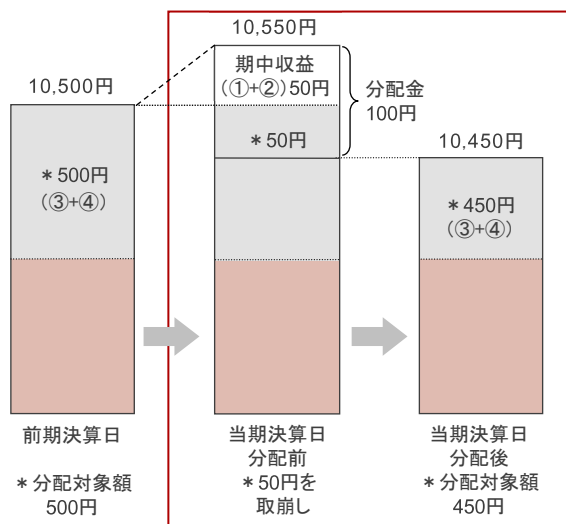 10,550円
期中収益
(①+②)50円
分配金
100円
10,500円
＊50円
10,450円
＊500円
(③+④)
＊450円
(③+④)
前期決算日
＊分配対象額
500円
当期決算日
分配前
＊50円を
取崩し
当期決算日
分配後
＊分配対象額
450円